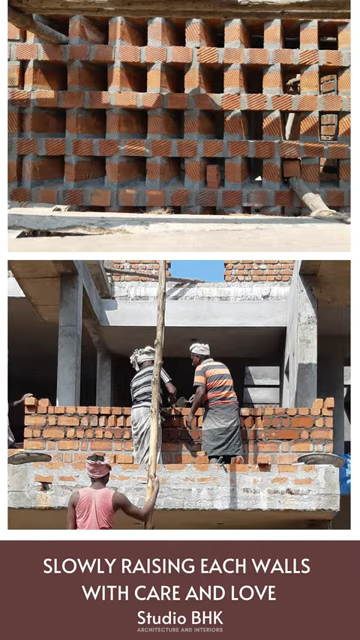 SLOWLY RAISING EACH WALLS
WITH CARE AND LOVE
Studio BHK
ARCHITECTURE AND INTERIORS